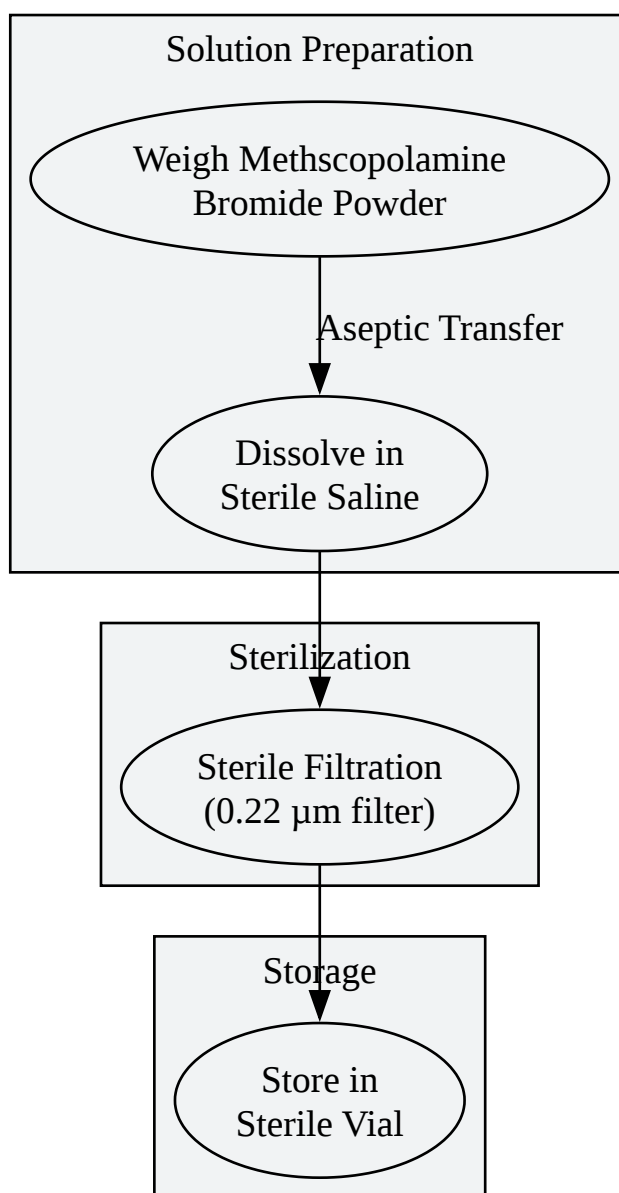 Solution Preparation
Weigh Methscopolamine
Bromide Powder
Aseptic Transfer
Dissolve in
Sterile Saline
Sterilization
Sterile Filtration
(0.22 µm filter)
Storage
Store in
Sterile Vial